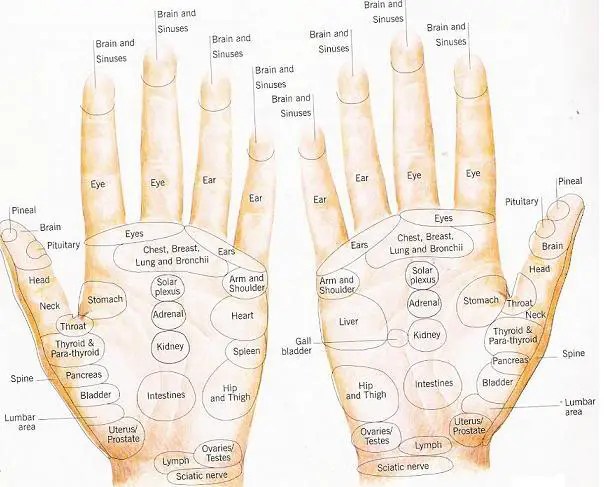 Brain and
Sinuses
Brain and
Sinuses
Brain and
Sinuses
Brain and
Sinuses
Brain and
Sinuses
Brain and
Sinuses
Brain and
Sinuses
Brain and
Sinuses
Eye
Eye
Ear
Ear
Pineal
Brain
Pituitary
Head
Neck
Throat
Eyes
Chest, Breast,
Lung and Bronchii
Ears
Stomach
Solar
plexus
Arm and
Shoulder
Adrenal
Heart
Thyroid &
Para-thyroid
Kidney
Spleen
Pancreas
Spine
Bladder
Intestines
Hip
and Thigh
Lumbar
area
Uterus/
Prostate
Lymph
Ovaries/
Testes
Sciatic nerve
Ear
Ear
Eye
Eye
Pineal
Pituitary
Brain
Head
Eyes
Chest, Breast,
Lung and Bronchii
Ears
Arm and
Shoulder
Solar
plexus
Stomach
Throat
Neck
Adrenal
Liver
Gall
bladder
Kidney
Thyroid &
Para-thyroid
Pancreas
Spine
Hip
and Thigh
Intestines
Bladder
Lumbar
area
Uterus/
Prostate
Ovaries/
Testes
Lymph
Sciatic nerve